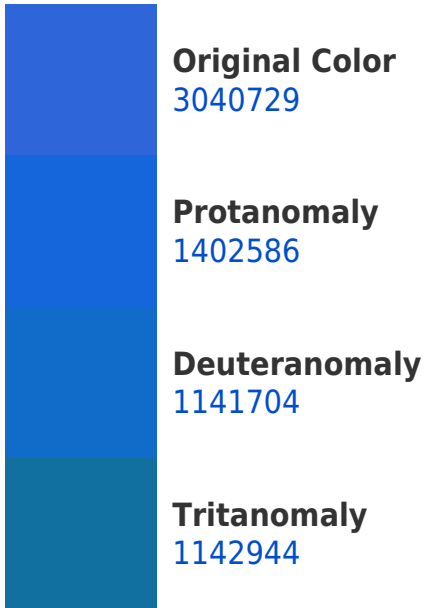 Original Color
3040729
Protanomaly
1402586
Deuteranomaly
1141704
Tritanomaly
1142944